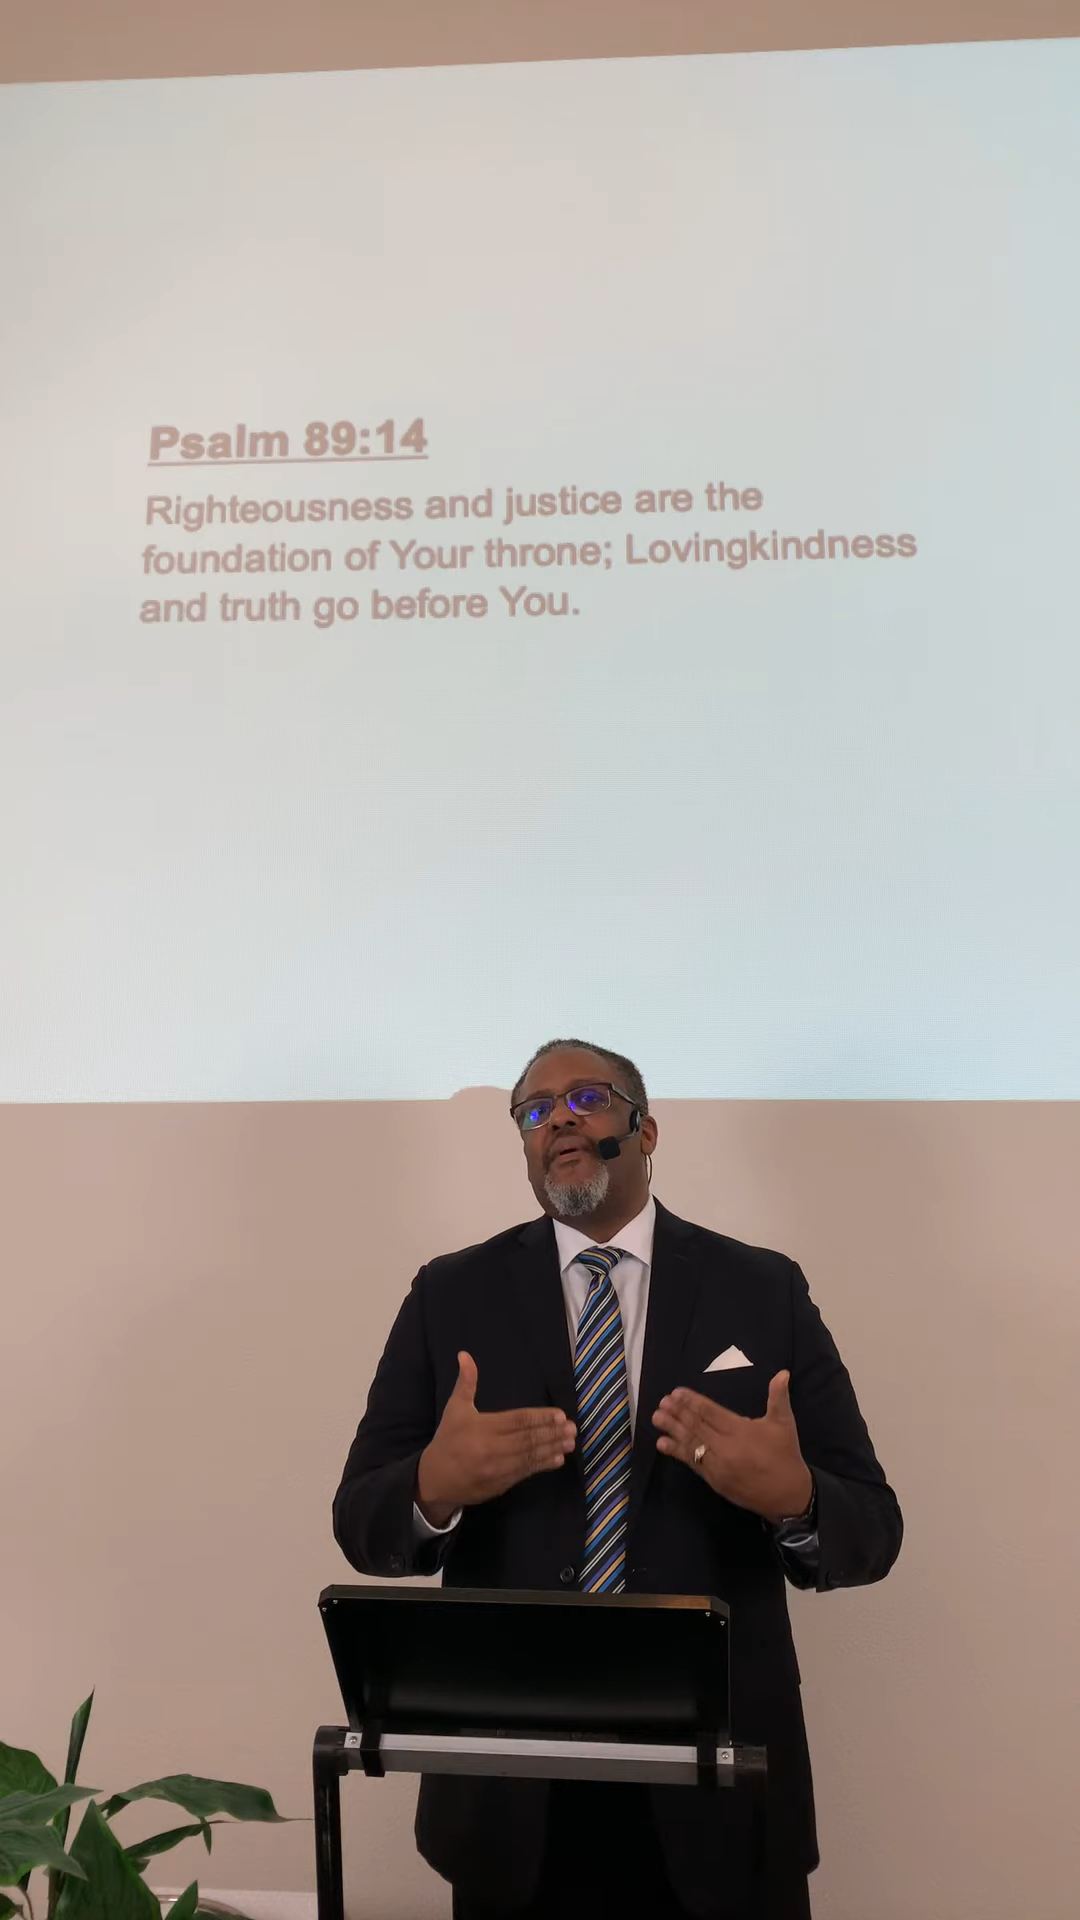 Psalm 89:14
Righteousness and justice are the
foundation of Your throne; Lovingkindness
and truth go before You.